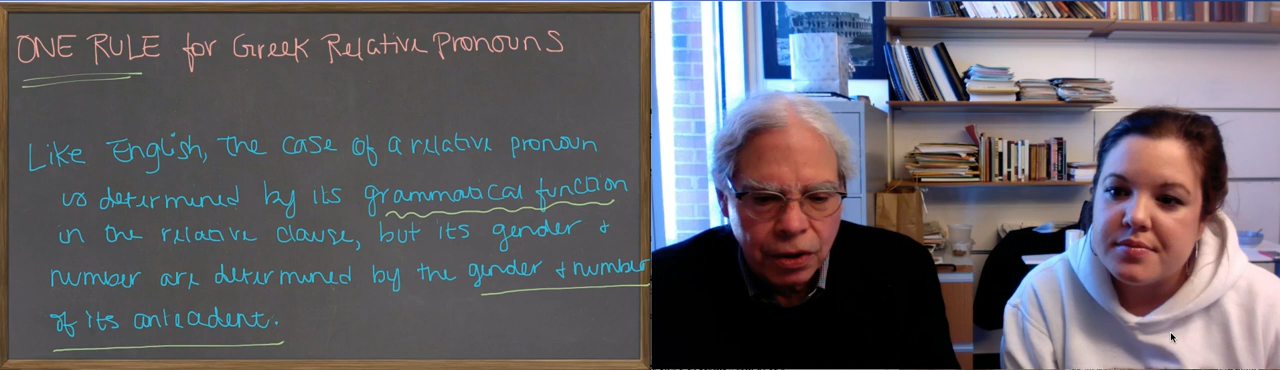 ONE RULE for Greek Relative Pronouns
Like English, the case of a relative pronoun
is determined by its grammatical function
in the relative clause, but its gender &
number are determined by the gender & number
of its anteadent.